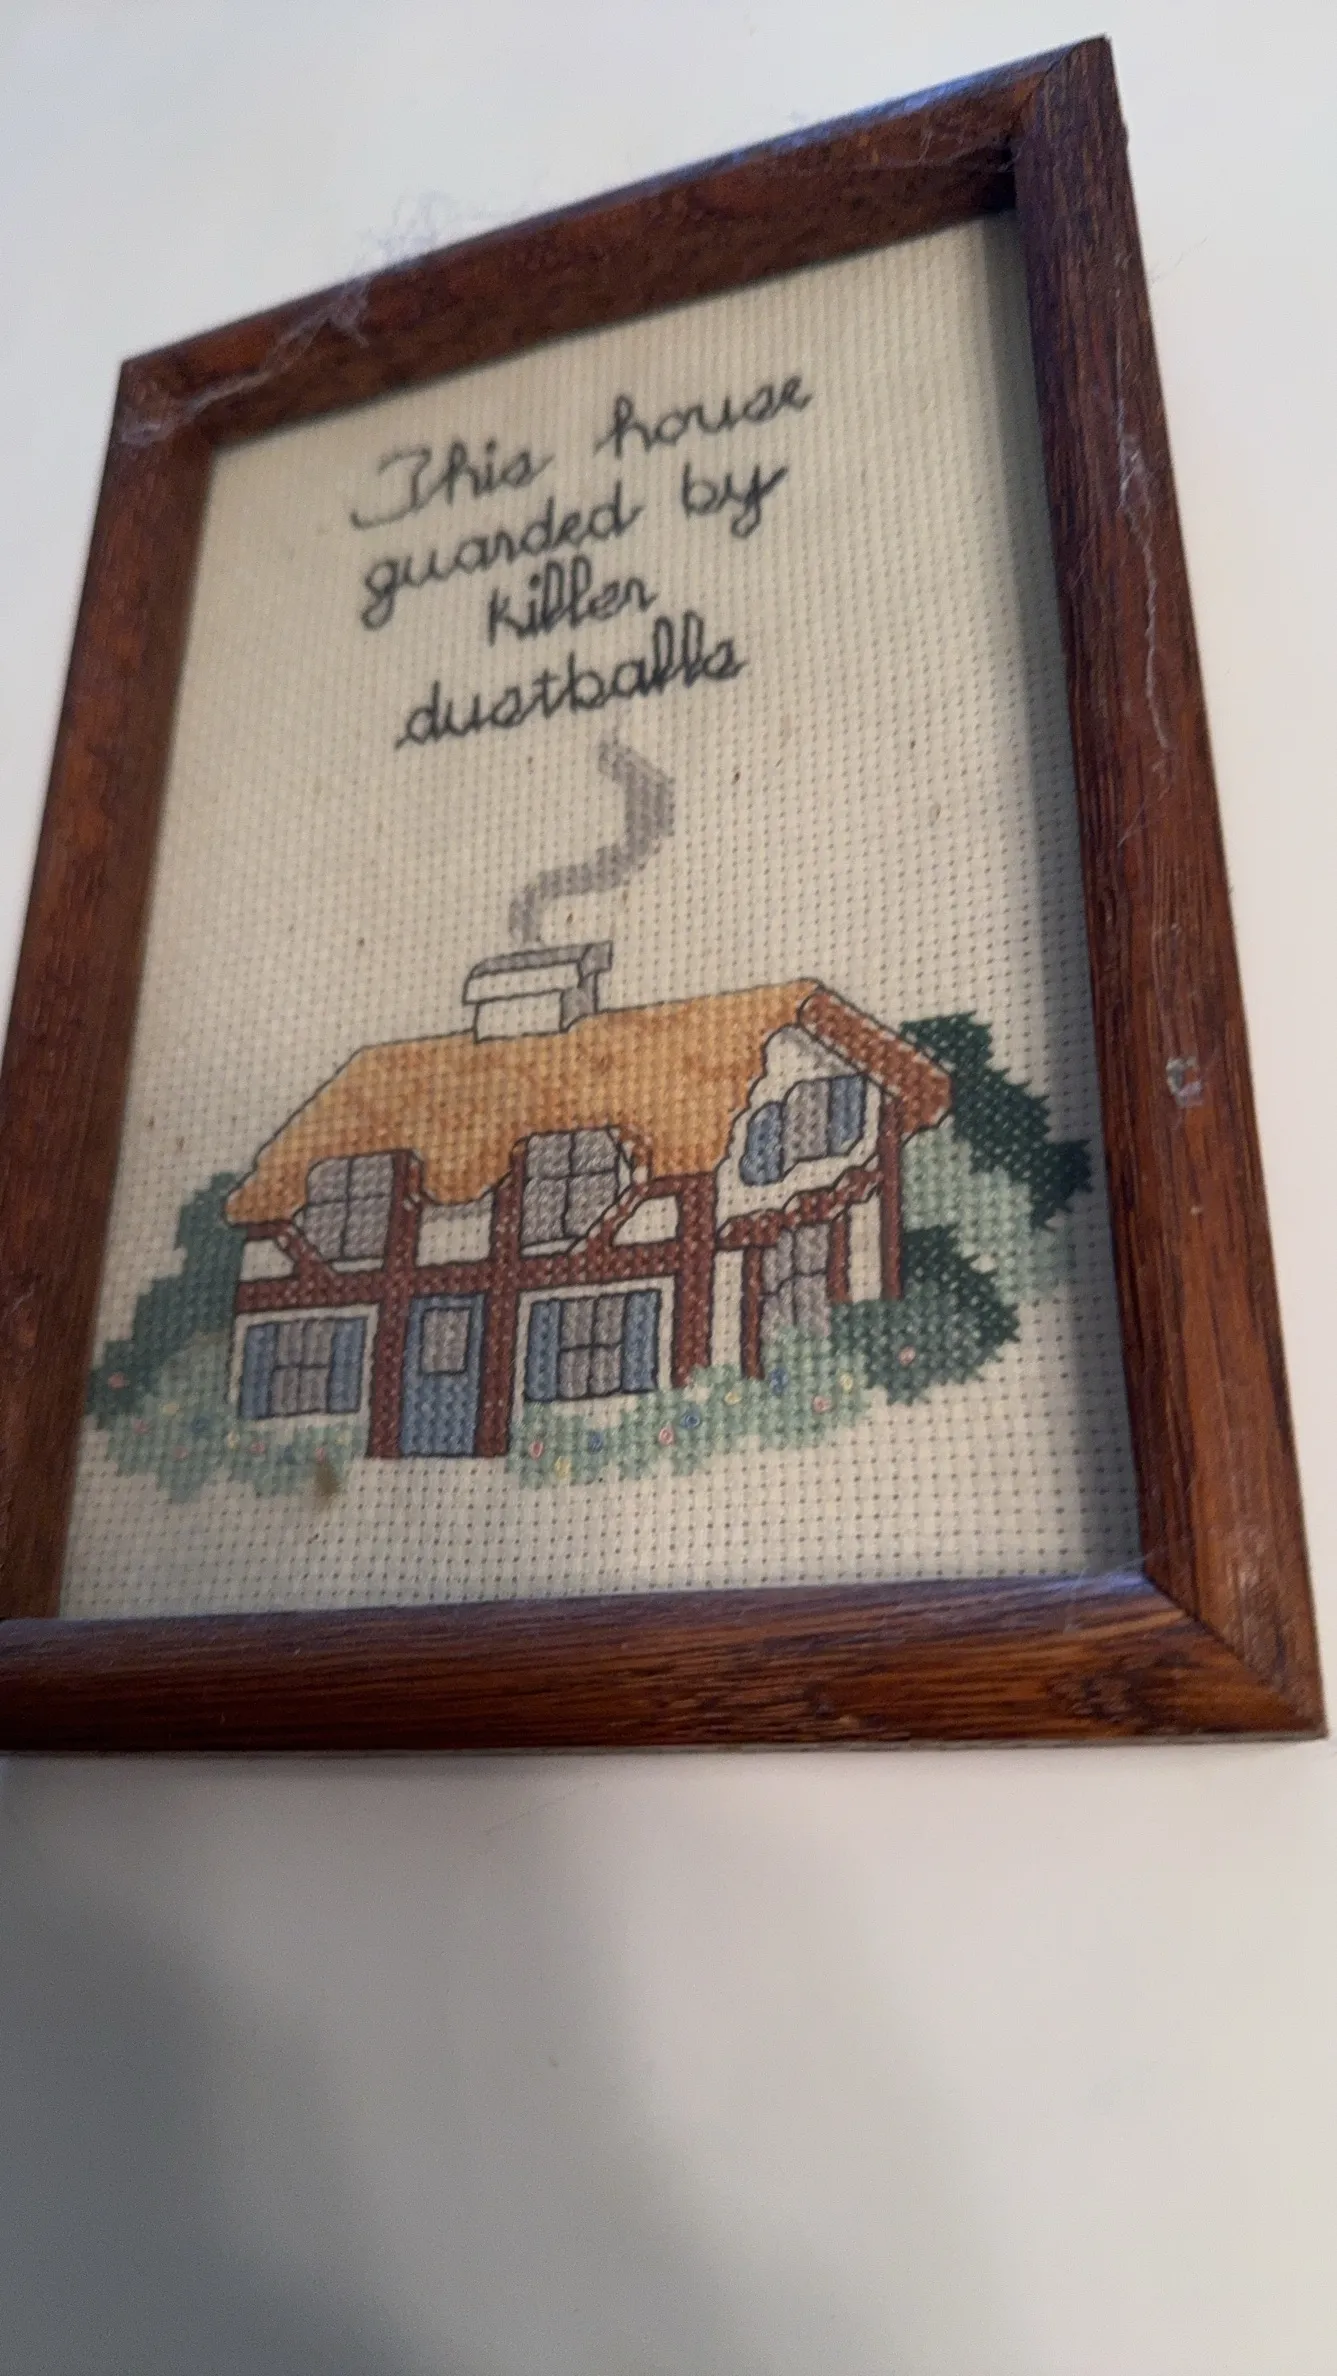 This house
guarded by
killer
dustballs